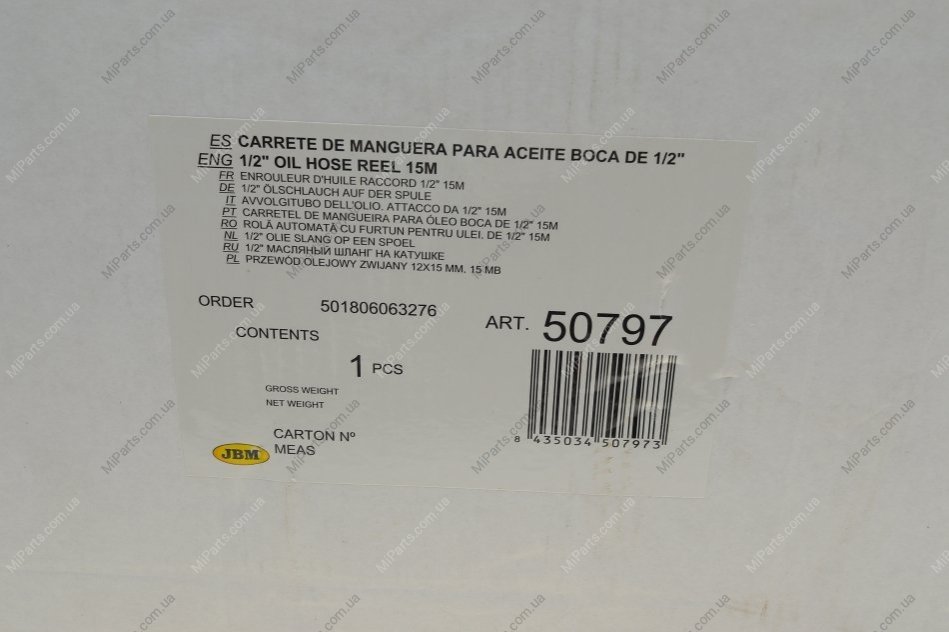 ES CARRETE DE MANGUERA PARA ACEITE BOCA DE 1/2"
ENG 1/2" OIL HOSE REEL 15M
FR ENROULEUR D'HUILE RACCORD 1/2" 15M
DE 1/2" ÖLSCHLAUCH AUF DER SPULE
IT AVVOLGITUBO DELL'OLIO. ATTACCO DA 1/2" 15M
PT CARRETEL DE MANGUEIRA PARA ÓLEO BOCA DE 1/2" 15M
RO ROLĂ AUTOMATĂ CU FURTUN PENTRU ULEI. DE 1/2" 15M
NL 1/2" OLIE SLANG OP EEN SPOEL
RU 1/2" МАСЛЯНЫЙ ШЛАНГ НА КАТУШКЕ
PL PRZEWÓD OLEJOWY ZWIJANY 12X15 MM. 15 MB
ORDER 501806063276
ART. 50797
CONTENTS
1 PCS
GROSS WEIGHT
NET WEIGHT
8 435034 507973
CARTON Nº
MEAS
JBM
MiParts.com.ua